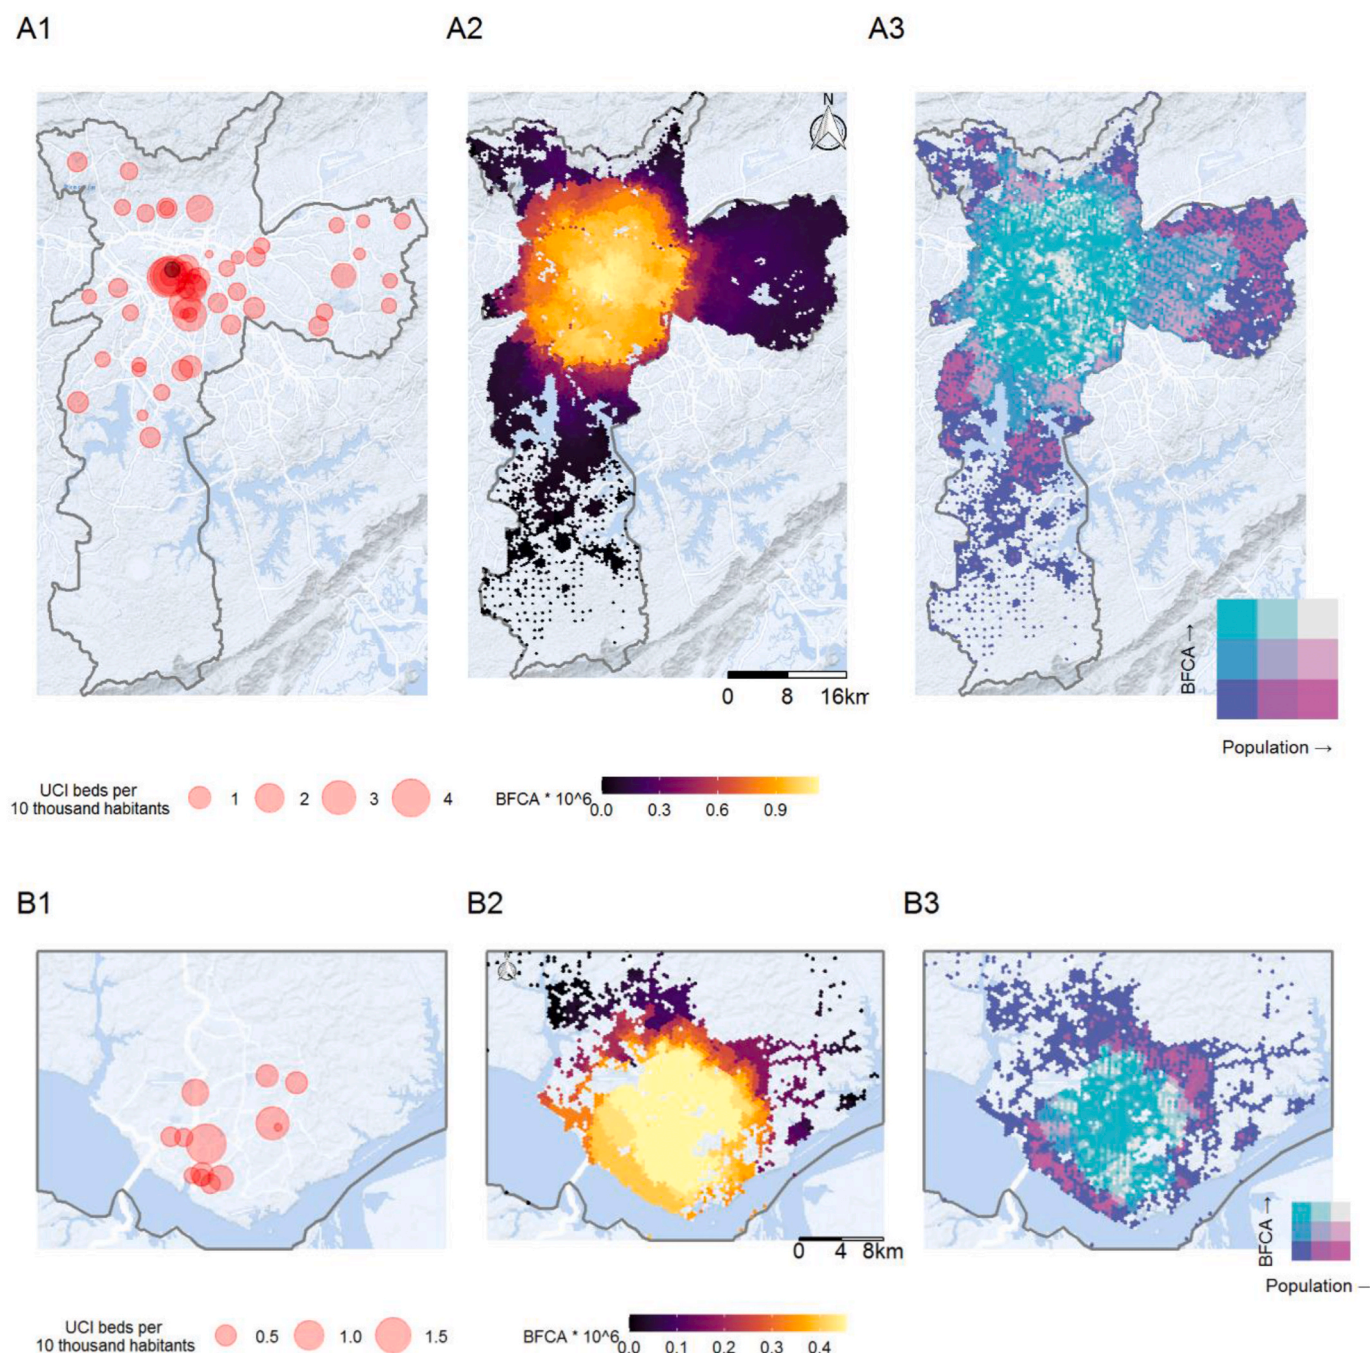 A1
A2
A3
N
0 8 16km
BFCA →
Population →
UCI beds per
10 thousand habitants
1 2 3 4
BFCA * 10^6
0.0 0.3 0.6 0.9
B1
B2
B3
0 4 8km
BFCA →
Population —
UCI beds per
10 thousand habitants
0.5 1.0 1.5
BFCA * 10^6
0.0 0.1 0.2 0.3 0.4